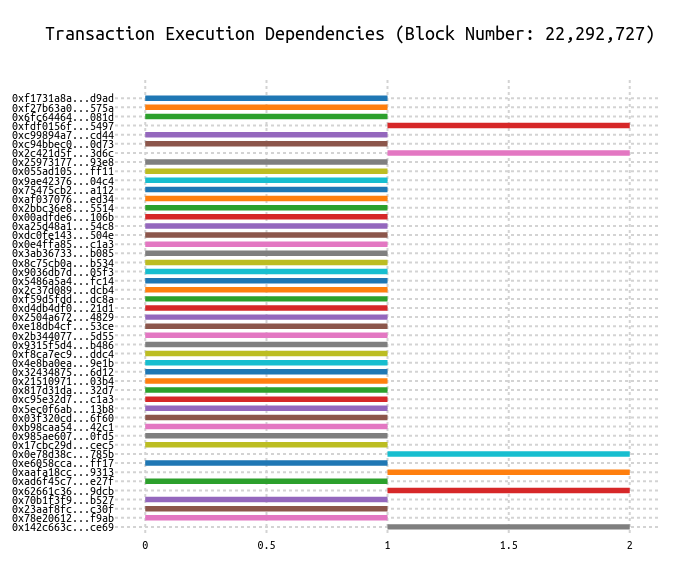 Transaction Execution Dependencies (Block Number: 22,292,727)
0xf1731a8a...d9ad
0xf27b63a0...575a
0x6fc64464...081d
0xfdf0156f...5497
0xc99894a7...cd44
0xc94bbec0...0d73
0x2c421d5f...3d6c
0x25973177...93e8
0x055ad105...ff11
0x9ae42376...04c4
0x75475cb2...a112
0xaf037076...ed34
0x2bbc36e8...5514
0x00adfde6...106b
0xa25d48a1...54c8
0xdc0fe143...504e
0x0e4ffa85...c1a3
0x3ab36733...b085
0x8c75cb0a...b534
0x9036db7d...05f3
0x5486a5a4...fc14
0x2c37d089...dcb4
0xf59d5fdd...dc8a
0xd4db4df0...21d1
0x2504a672...4829
0xe18db4cf...53ce
0x2b344077...5d55
0x9315f5d4...b486
0xf8ca7ec9...ddc4
0x4e8ba0ea...9e1b
0x32434875...6d12
0x21510971...03b4
0x817d31da...32d7
0xc95e32d7...c1a3
0x5ec0f6ab...13b8
0x03f320cd...6f60
0xb98caa54...42c1
0x985ae607...0fd5
0x17cbc29d...cec5
0x0e78d38c...785b
0xe6058cca...ff17
0xaafa18cc...9313
0xad6f45c7...e27f
0x62661c36...9dcb
0x70b1f3f9...b527
0x23aaf8fc...c30f
0x78e20612...f9ab
0x142c663c...ce69
0 0.5 1 1.5 2